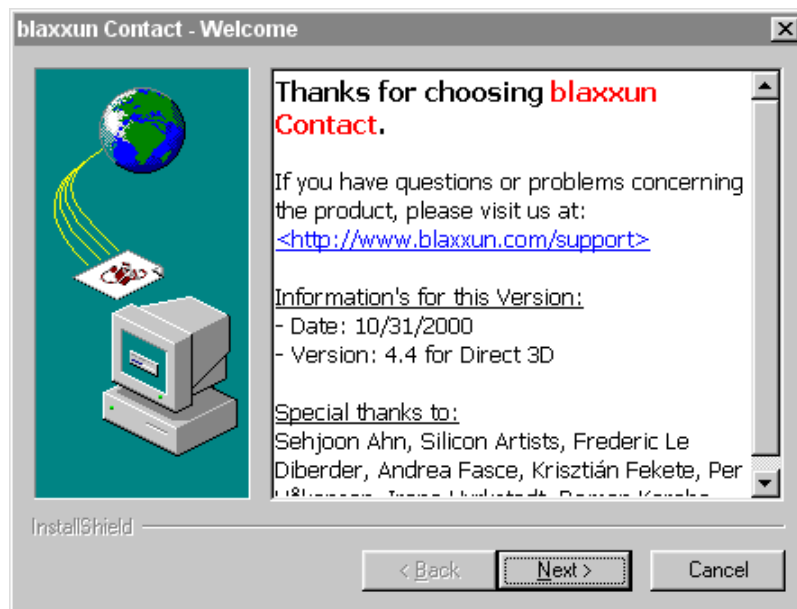 blaxxun Contact - Welcome
Thanks for choosing blaxxun
Contact.
If you have questions or problems concerning
the product, please visit us at:
<http://www.blaxxun.com/support>
Information's for this Version:
- Date: 10/31/2000
- Version: 4.4 for Direct 3D
Special thanks to:
Sehjoon Ahn, Silicon Artists, Frederic Le
Diberder, Andrea Fasce, Krisztián Fekete, Per
InstallShield
< Back
Next >
Cancel